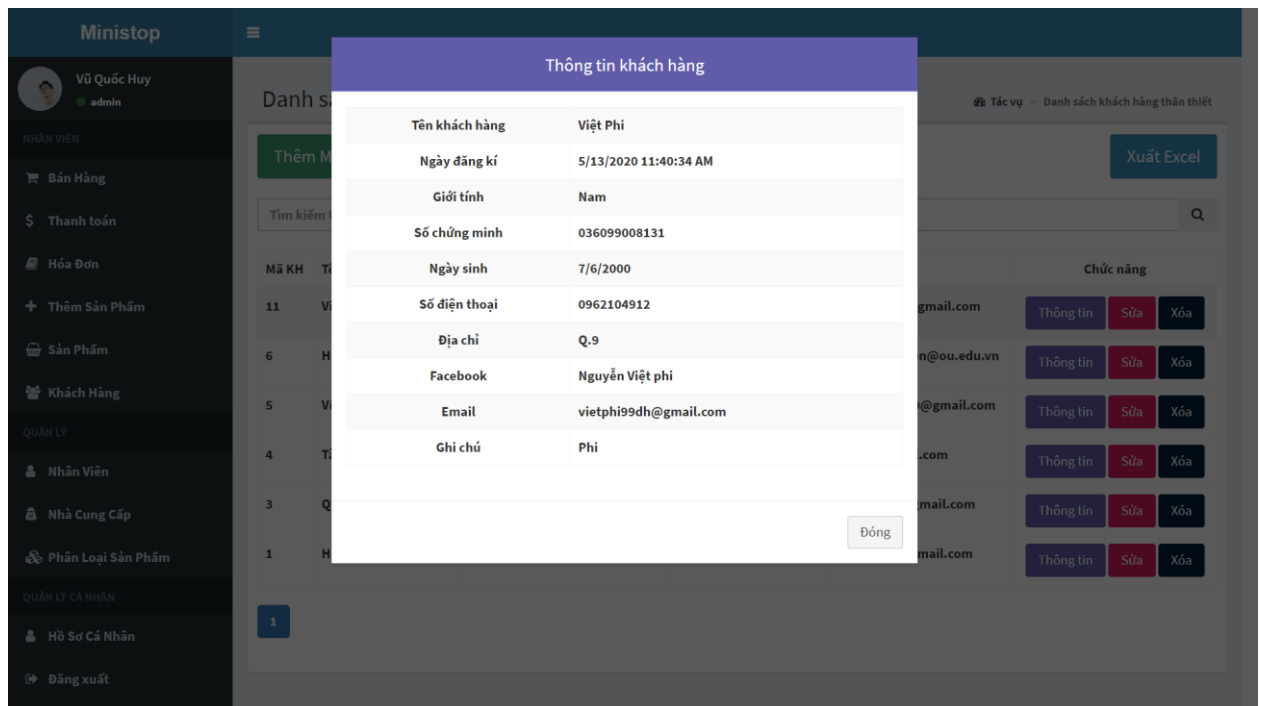 Ministop
Vũ Quốc Huy
admin
NHÂN VIÊN
Bán Hàng
$ Thanh toán
Hóa Đơn
Thêm Sản Phẩm
Sản Phẩm
Khách Hàng
QUẢN LÝ
Nhân Viên
Nhà Cung Cấp
Phân Loại Sản Phẩm
QUẢN LÝ CÁ NHÂN
Hồ Sơ Cá Nhân
Đăng xuất
Danh
Tác vụ > Danh sách khách hàng thân thiết
Thêm
Xuất Excel
Tìm kiếm
Mã KH Chức năng
11 gmail.com Thông tin Sửa Xóa
6 n@ou.edu.vn Thông tin Sửa Xóa
5 @gmail.com Thông tin Sửa Xóa
4 .com Thông tin Sửa Xóa
3 mail.com Thông tin Sửa Xóa
1 mail.com Thông tin Sửa Xóa
1
Thông tin khách hàng
Tên khách hàng Việt Phi
Ngày đăng kí 5/13/2020 11:40:34 AM
Giới tính Nam
Số chứng minh 036099008131
Ngày sinh 7/6/2000
Số điện thoại 0962104912
Địa chỉ Q.9
Facebook Nguyễn Việt phi
Email vietphi99dh@gmail.com
Ghi chú Phi
Đóng